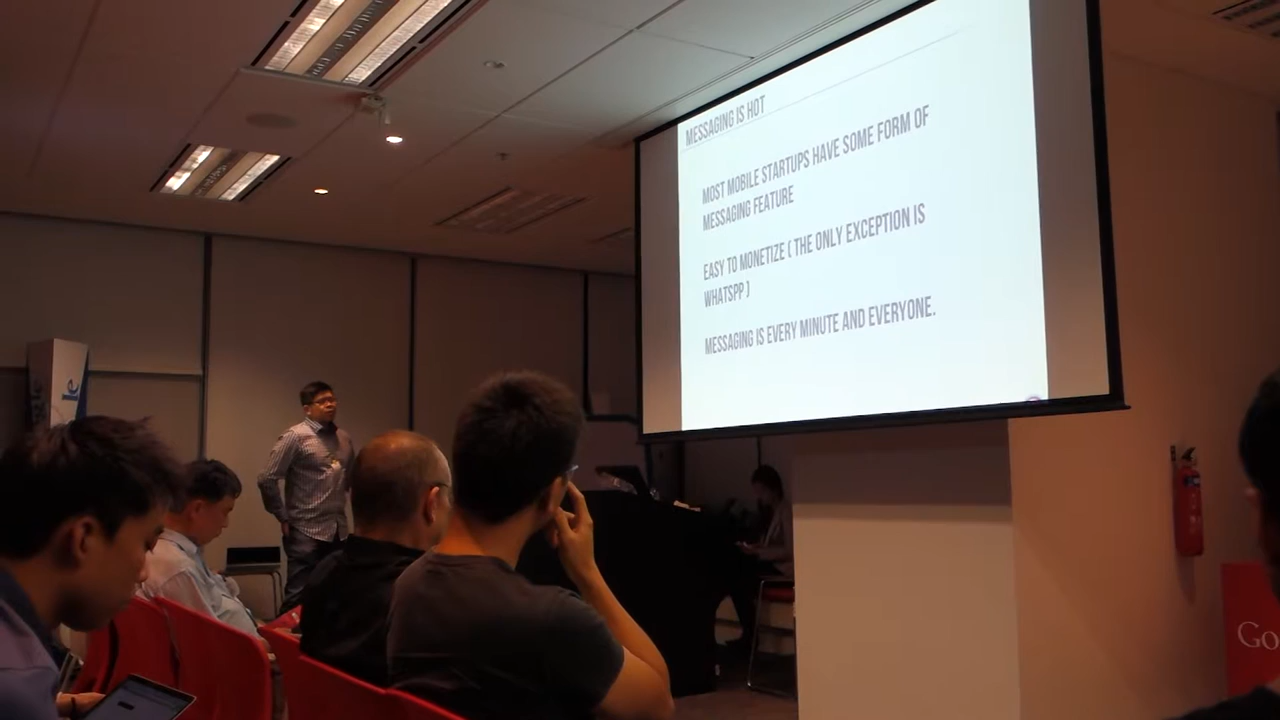 MESSAGING IS HOT
MOST MOBILE STARTUPS HAVE SOME FORM OF
MESSAGING FEATURE
EASY TO MONETIZE ( THE ONLY EXCEPTION IS
WHATSPP )
MESSAGING IS EVERY MINUTE AND EVERYONE.
Go